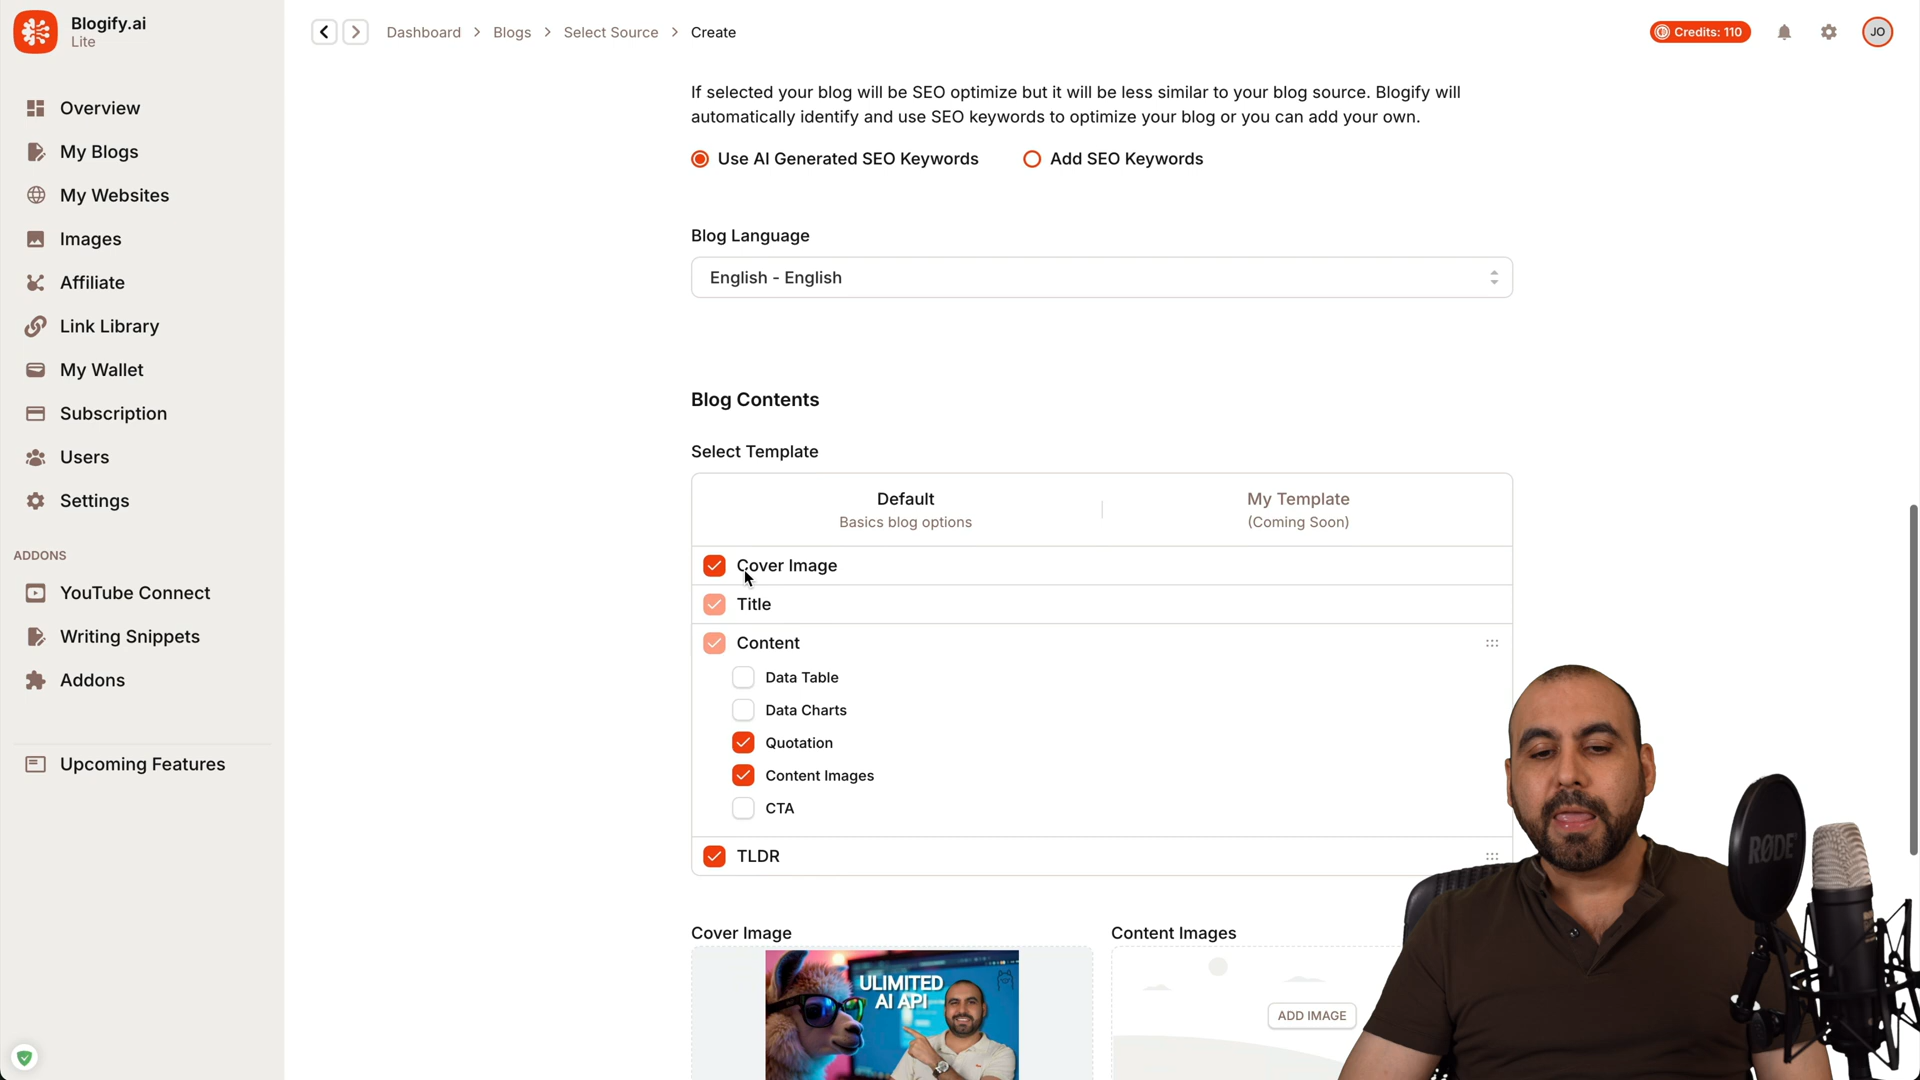 Blogify.ai
Lite
Dashboard
Blogs
Select Source
Create
Credits: 110
JO
Overview
My Blogs
My Websites
Images
Affiliate
Link Library
My Wallet
Subscription
Users
Settings
ADDONS
YouTube Connect
Writing Snippets
Addons
Upcoming Features
If selected your blog will be SEO optimize but it will be less similar to your blog source. Blogify will
automatically identify and use SEO keywords to optimize your blog or you can add your own.
Use AI Generated SEO Keywords
Add SEO Keywords
Blog Language
English - English
Blog Contents
Select Template
Default
Basics blog options
My Template
(Coming Soon)
Cover Image
Title
Content
Data Table
Data Charts
Quotation
Content Images
CTA
TLDR
Cover Image
Content Images
ULIMITED
AI API
ADD IMAGE
RØDE